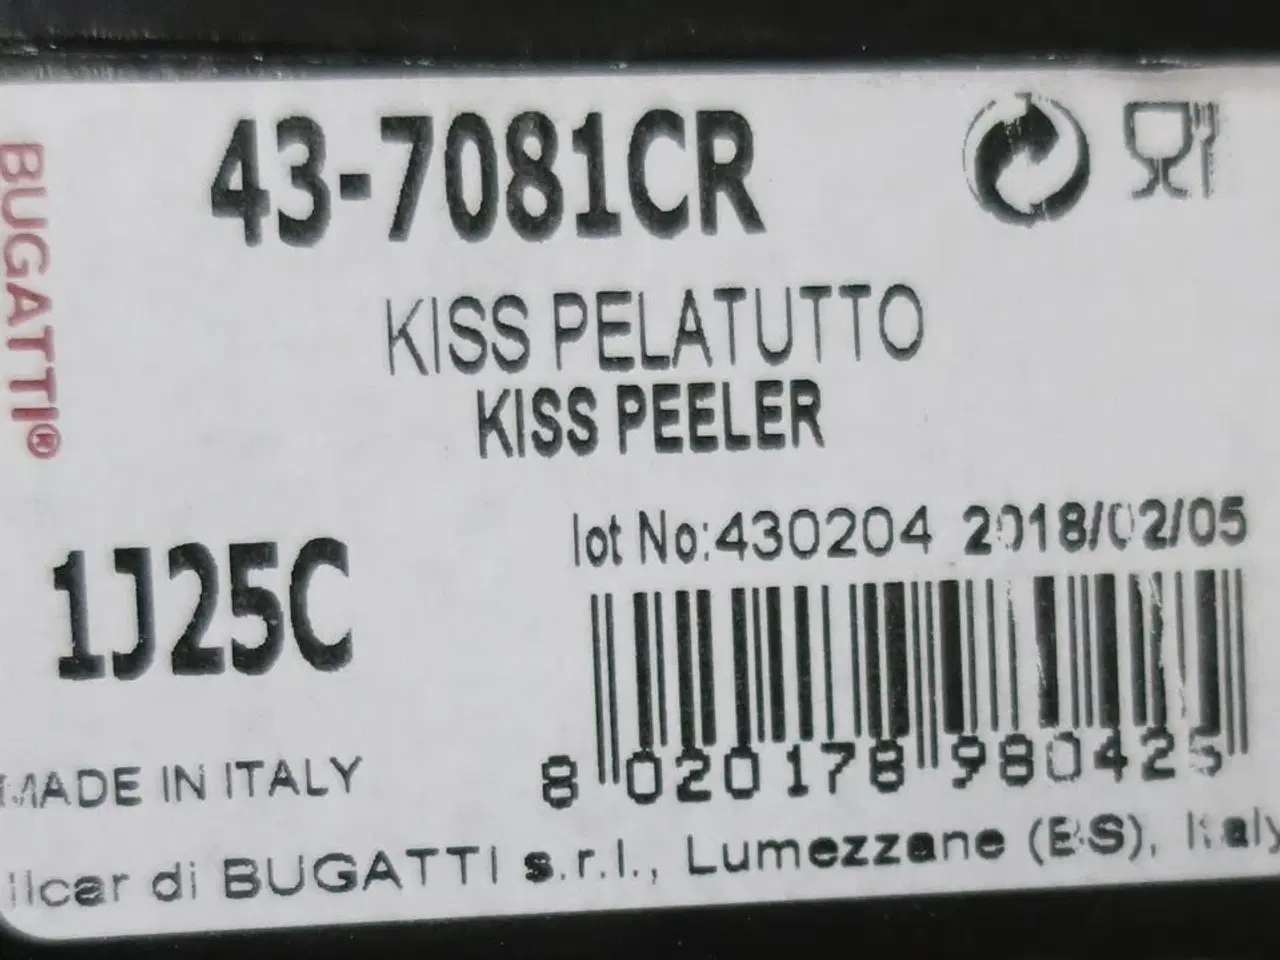 BUGATTI®
43-7081CR
KISS PELATUTTO
KISS PEELER
lot No:430204 2018/02/05
1J25C
8 020178 980425
MADE IN ITALY
ilcar di BUGATTI s.r.l., Lumezzane (BS), Italy